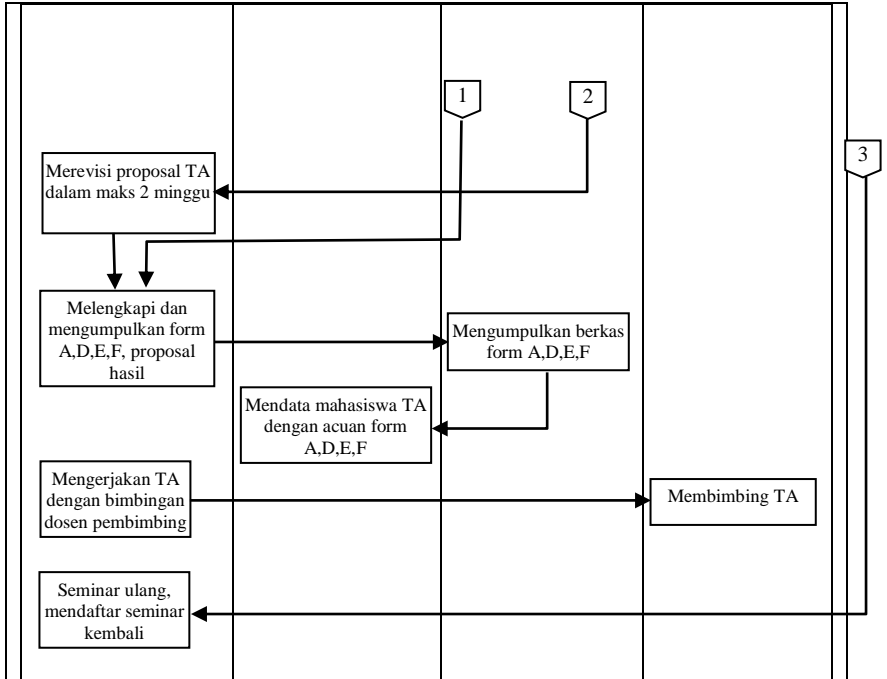 1
2
3
Merevisi proposal TA
dalam maks 2 minggu
Melengkapi dan
mengumpulkan form
A,D,E,F, proposal
hasil
Mengumpulkan berkas
form A,D,E,F
Mendata mahasiswa TA
dengan acuan form
A,D,E,F
Mengerjakan TA
dengan bimbingan
dosen pembimbing
Membimbing TA
Seminar ulang,
mendaftar seminar
kembali